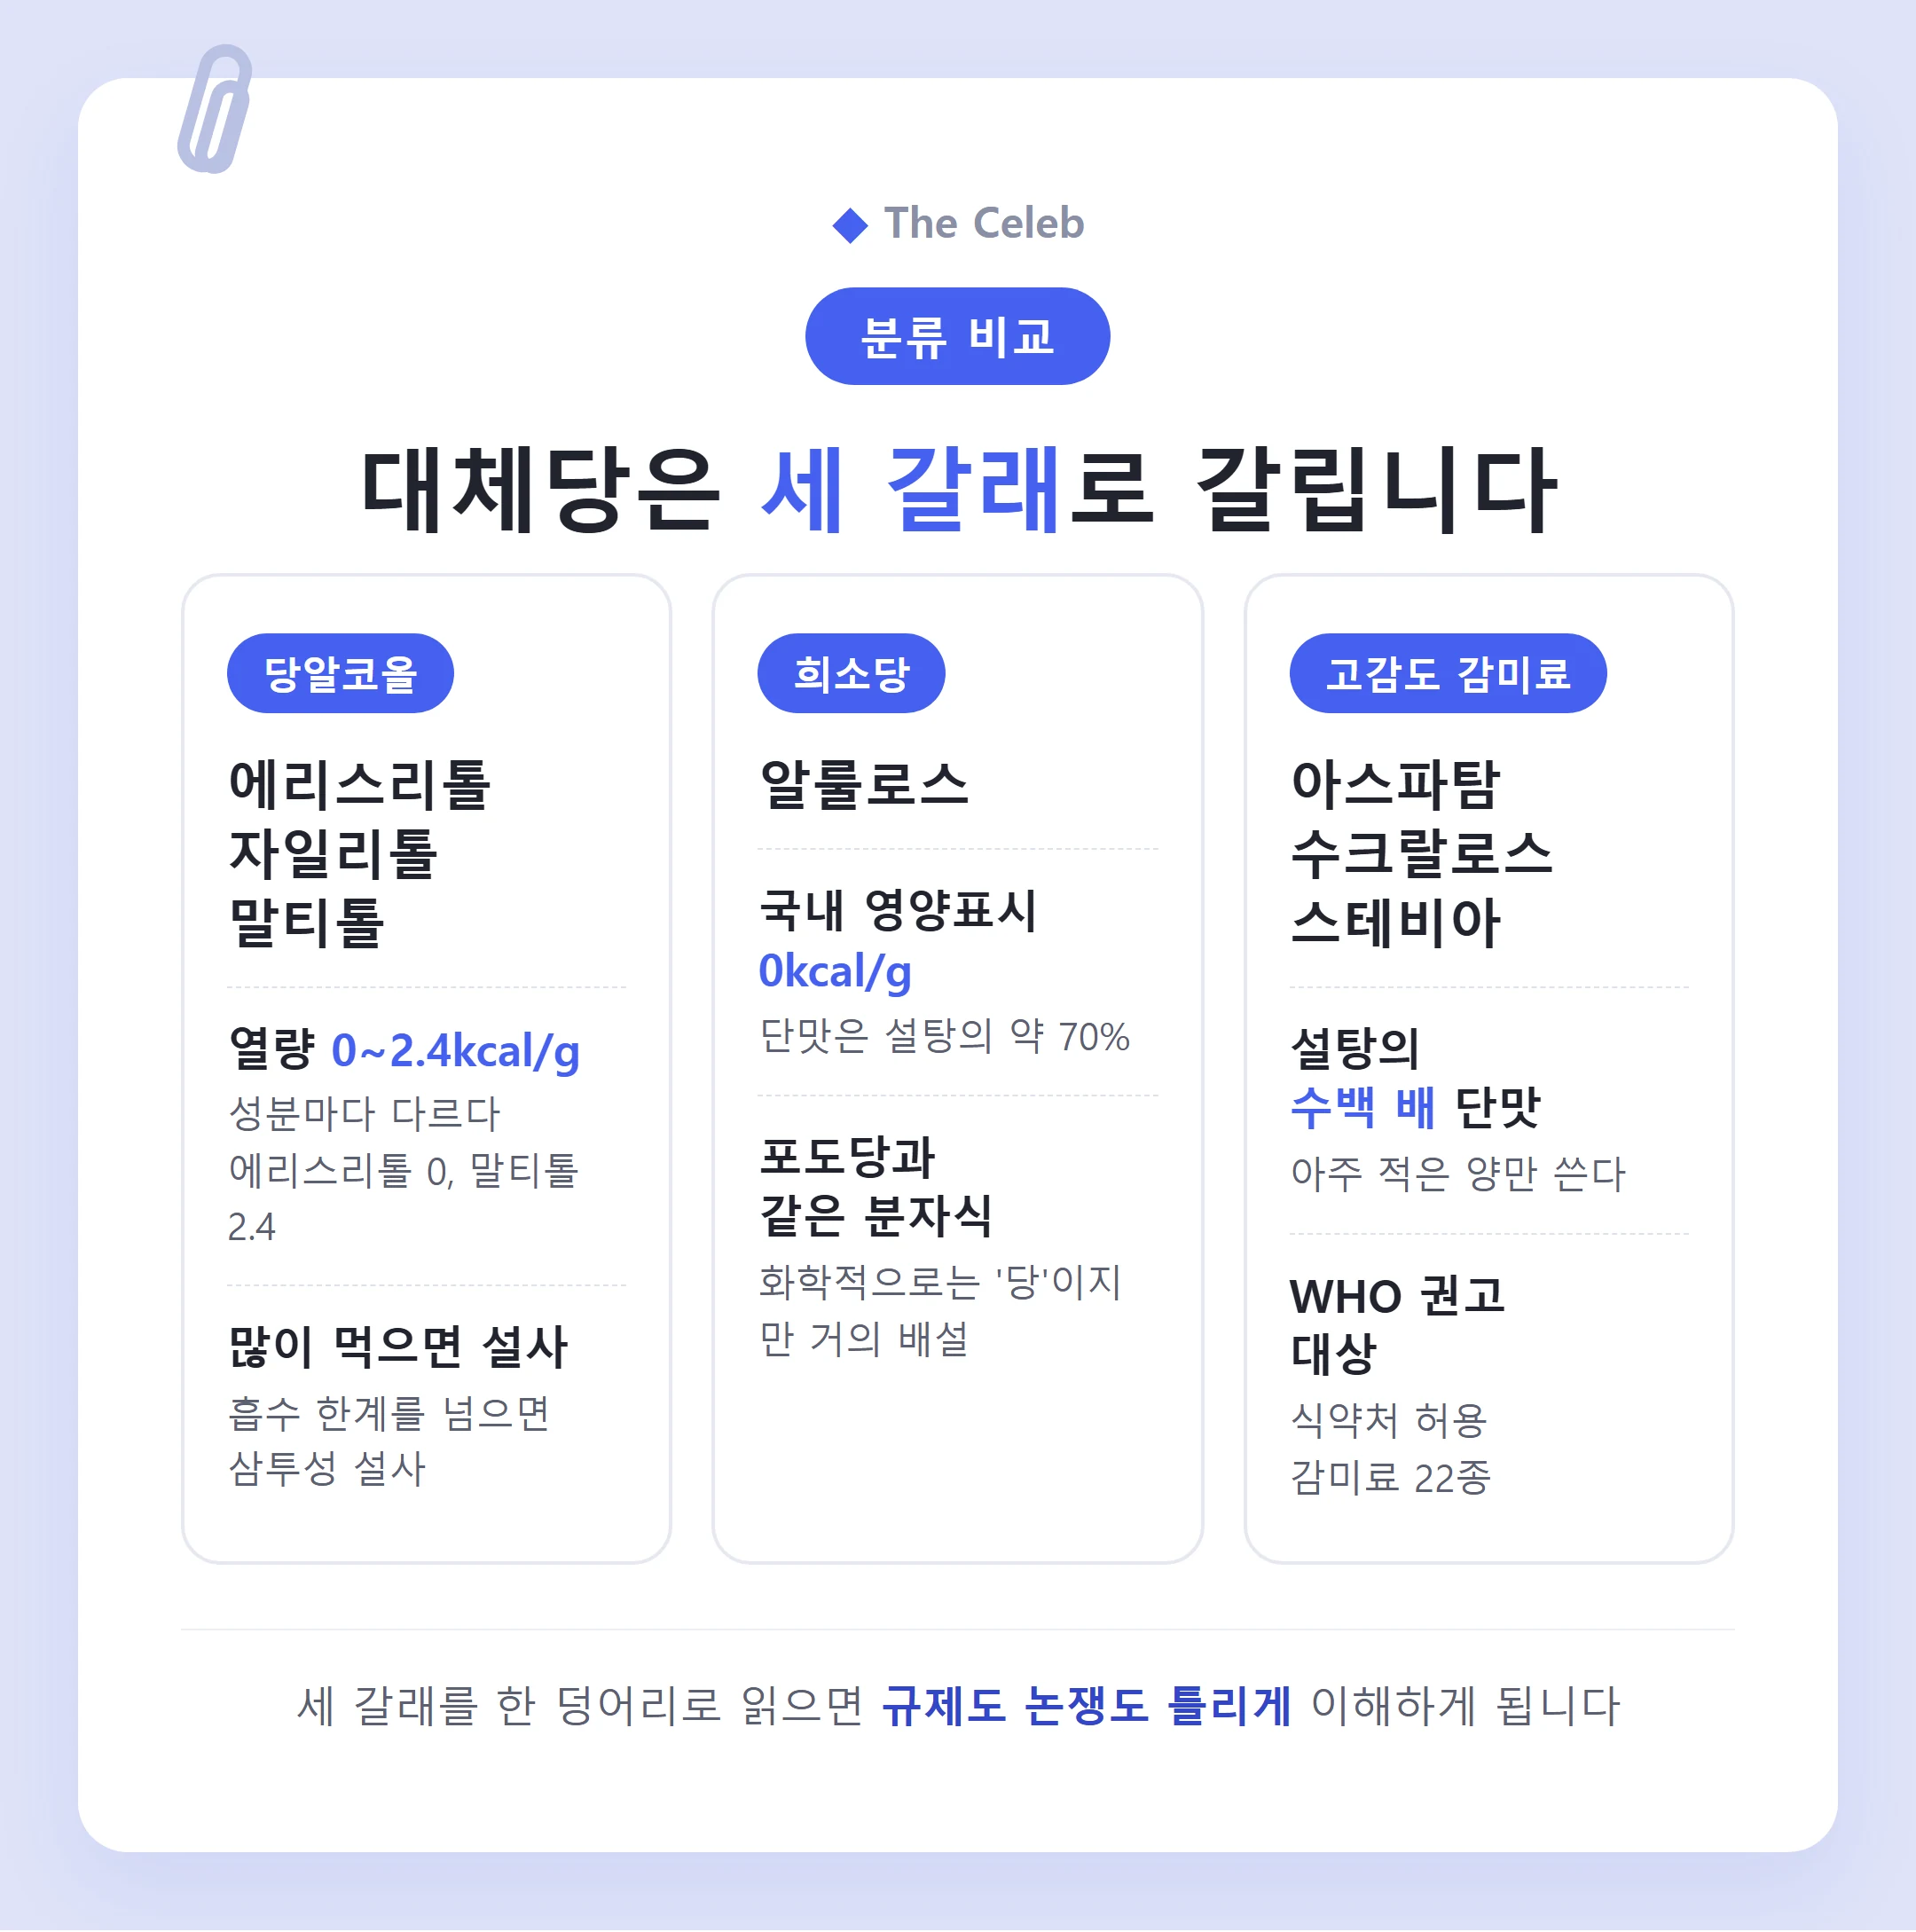 The Celeb
분류 비교
대체당은 세 갈래로 갈립니다
당알코올
에리스리톨
자일리톨
말티톨
열량 0~2.4kcal/g
성분마다 다르다
에리스리톨 0, 말티톨
2.4
많이 먹으면 설사
흡수 한계를 넘으면
삼투성 설사
희소당
알룰로스
국내 영양표시
0kcal/g
단맛은 설탕의 약 70%
포도당과
같은 분자식
화학적으로는 '당'이지
만 거의 배설
고감도 감미료
아스파탐
수크랄로스
스테비아
설탕의
수백 배 단맛
아주 적은 양만 쓴다
WHO 권고
대상
식약처 허용
감미료 22종
세 갈래를 한 덩어리로 읽으면 규제도 논쟁도 틀리게 이해하게 됩니다